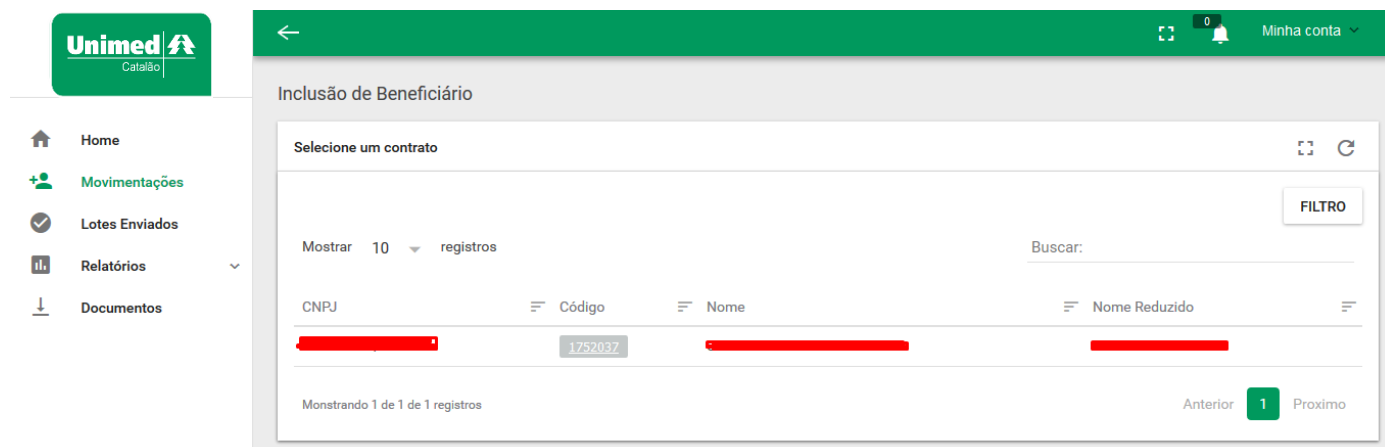 Unimed
Catalão
0
Minha conta
Inclusão de Beneficiário
Home
Movimentações
Lotes Enviados
Relatórios
Documentos
Selecione um contrato
FILTRO
Mostrar 10 registros
Buscar:
CNPJ Código Nome Nome Reduzido
1752037
Monstrando 1 de 1 de 1 registros
Anterior 1 Proximo